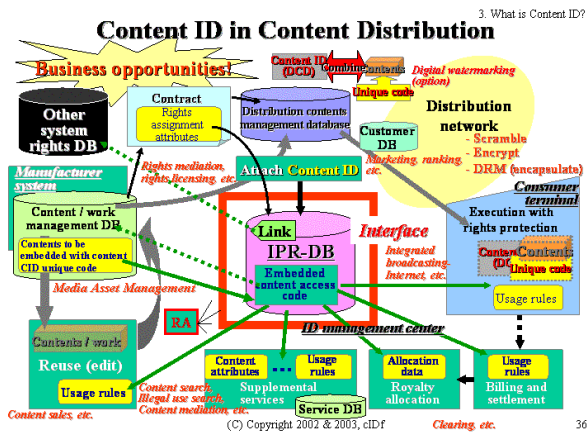 3. What is Content ID?
Content ID in Content Distribution
Business opportunities!
Content ID
(DCD)
Combine
Contents
Unique code
Digital watermarking
(option)
Other
system
rights DB
Contract
Rights
assignment
attributes
Distribution contents
management database
Customer
DB
Distribution
network
- Scramble
- Encrypt
- DRM (encapsulate)
Marketing, ranking,
etc.
Rights mediation,
rights licensing, etc.
Attach Content ID
Manufacturer
system
Content / work
management DB
Contents to be
embedded with content
CID unique code
Consumer
terminal
Execution with
rights protection
Contents
Unique code
Usage rules
Link
IPR-DB
Embedded
content access
code
Interface
Integrated
broadcasting-
Internet, etc.
Media Asset Management
RA
ID management center
Contents / work
Reuse (edit)
Usage rules
Content sales, etc.
Content search,
Illegal use search,
Content mediation, etc.
Content
attributes
...
Usage
rules
Supplemental
services
Service DB
Allocation
data
Royalty
allocation
Usage
rules
Billing and
settlement
Clearing, etc.
(C) Copyright 2002 & 2003, cIDf